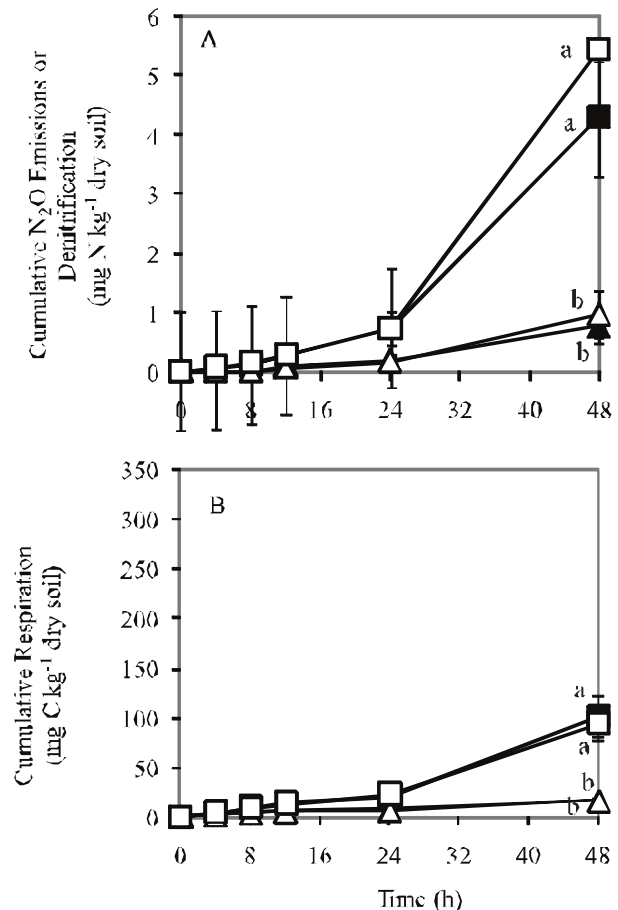 A
Cumulative N₂O Emissions or
Denitrification
(mg N kg⁻¹ dry soil)
6
5
4
3
2
1
0
a
a
b
b
0 8 16 24 32 40 48
B
Cumulative Respiration
(mg C kg⁻¹ dry soil)
350
300
250
200
150
100
50
0
a
a
b
b
0 8 16 24 32 40 48
Time (h)